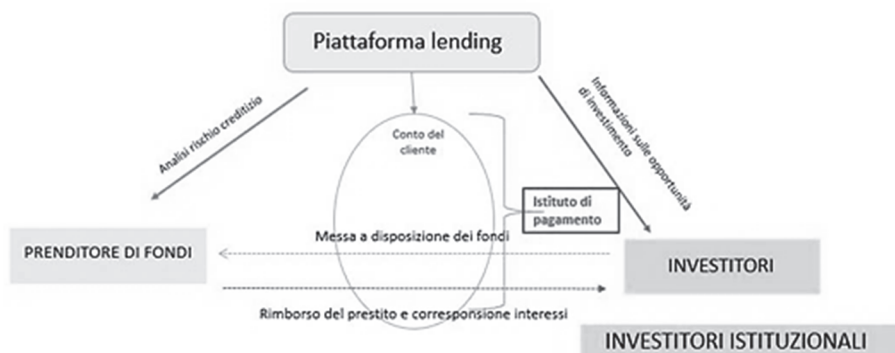 Piattaforma lending
Analisi rischio creditizio
Informazioni sulle opportunità
di investimento
Conto del
cliente
Istituto di
pagamento
Messa a disposizione dei fondi
PRENDITORE DI FONDI
INVESTITORI
Rimborso del prestito e corresponsione interessi
INVESTITORI ISTITUZIONALI